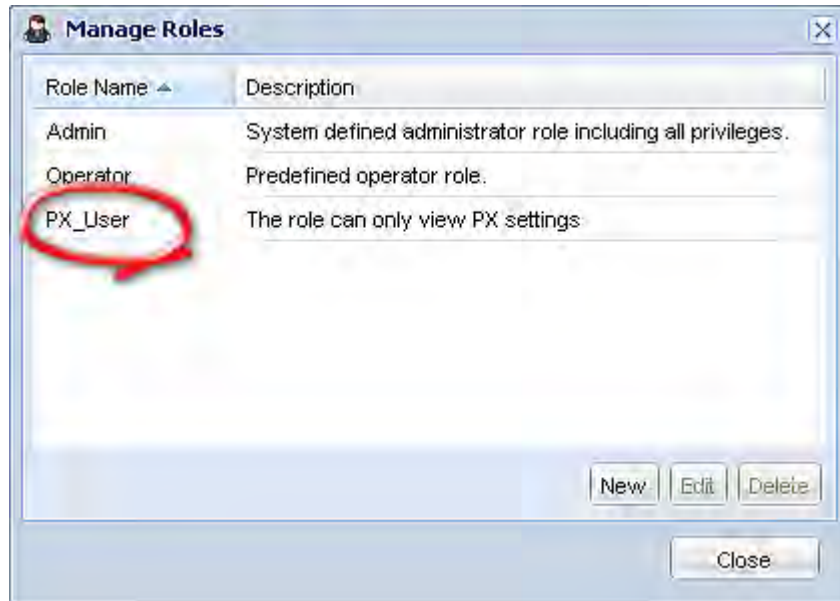 Manage Roles
Role Name Description
Admin System defined administrator role including all privileges.
Operator Predefined operator role.
PX_User The role can only view PX settings
New Edit Delete
Close